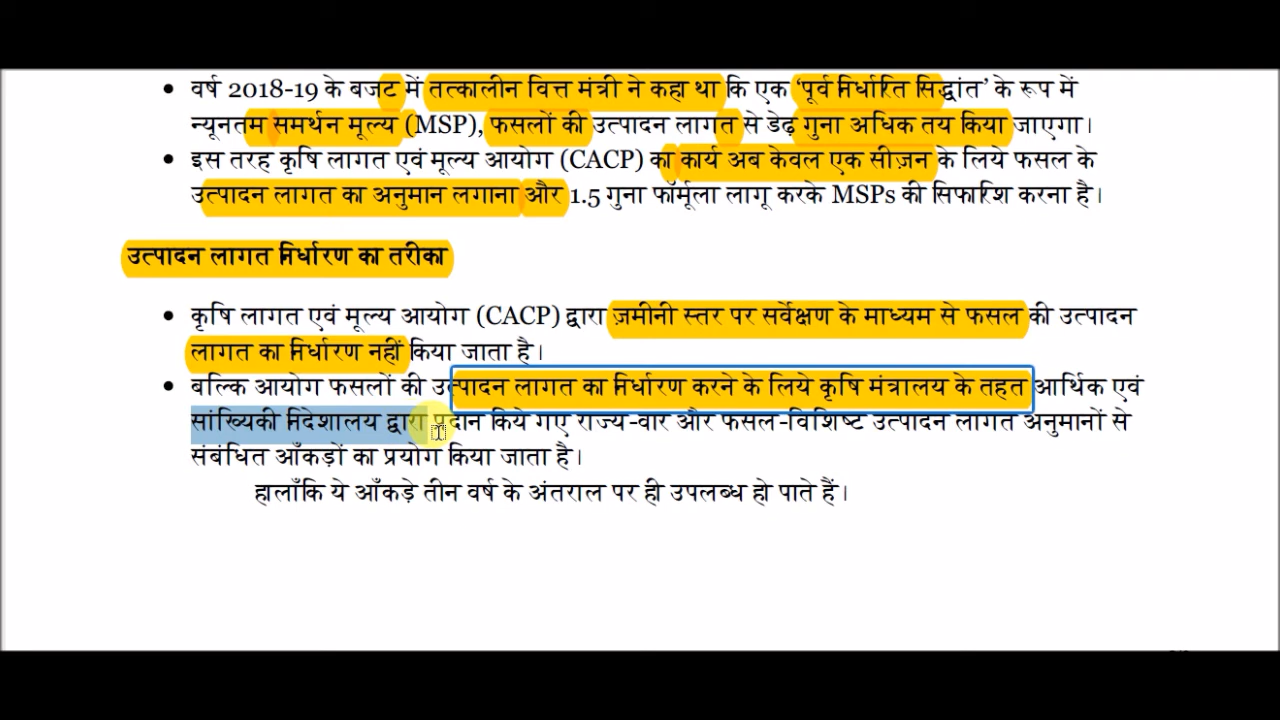 वर्ष 2018-19 के बजट में तत्कालीन वित्त मंत्री ने कहा था कि एक ‘पूर्व निर्धारित सिद्धांत’ के रूप में
न्यूनतम समर्थन मूल्य (MSP), फसलों की उत्पादन लागत से डेढ़ गुना अधिक तय किया जाएगा।
इस तरह कृषि लागत एवं मूल्य आयोग (CACP) का कार्य अब केवल एक सीज़न के लिये फसल के
उत्पादन लागत का अनुमान लगाना और 1.5 गुना फॉर्मूला लागू करके MSPs की सिफारिश करना है।
उत्पादन लागत निर्धारण का तरीका
कृषि लागत एवं मूल्य आयोग (CACP) द्वारा ज़मीनी स्तर पर सर्वेक्षण के माध्यम से फसल की उत्पादन
लागत का निर्धारण नहीं किया जाता है।
बल्कि आयोग फसलों की उत्पादन लागत का निर्धारण करने के लिये कृषि मंत्रालय के तहत आर्थिक एवं
सांख्यिकी निदेशालय द्वारा प्रदान किये गए राज्य-वार और फसल-विशिष्ट उत्पादन लागत अनुमानों से
संबंधित आँकड़ों का प्रयोग किया जाता है।
हालाँकि ये आँकड़े तीन वर्ष के अंतराल पर ही उपलब्ध हो पाते हैं।